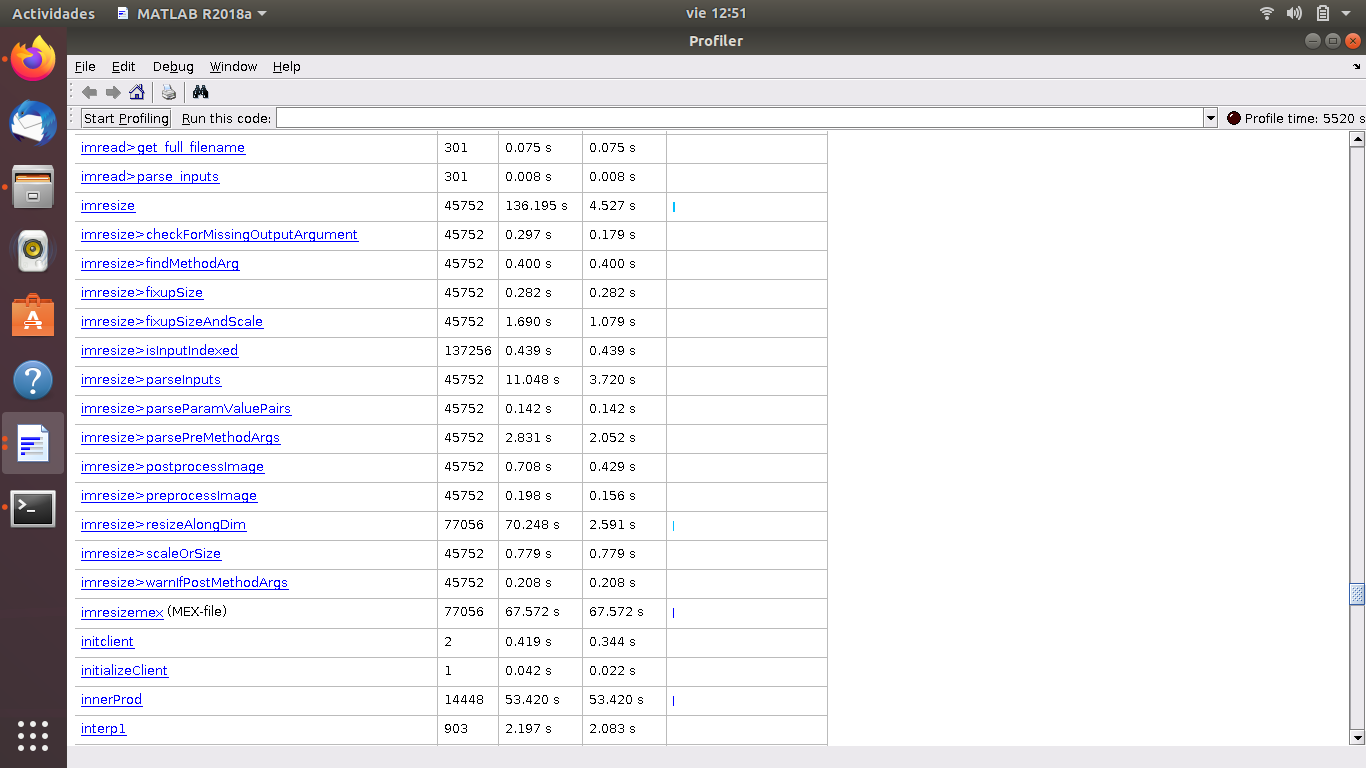 Actividades MATLAB R2018a vie 12:51
Profiler
File Edit Debug Window Help
Start Profiling Run this code: Profile time: 5520 s
imread>get_full_filename 301 0.075 s 0.075 s
imread>parse_inputs 301 0.008 s 0.008 s
imresize 45752 136.195 s 4.527 s
imresize>checkForMissingOutputArgument 45752 0.297 s 0.179 s
imresize>findMethodArg 45752 0.400 s 0.400 s
imresize>fixupSize 45752 0.282 s 0.282 s
imresize>fixupSizeAndScale 45752 1.690 s 1.079 s
imresize>isInputIndexed 137256 0.439 s 0.439 s
imresize>parseInputs 45752 11.048 s 3.720 s
imresize>parseParamValuePairs 45752 0.142 s 0.142 s
imresize>parsePreMethodArgs 45752 2.831 s 2.052 s
imresize>postprocessImage 45752 0.708 s 0.429 s
imresize>preprocessImage 45752 0.198 s 0.156 s
imresize>resizeAlongDim 77056 70.248 s 2.591 s
imresize>scaleOrSize 45752 0.779 s 0.779 s
imresize>warnIfPostMethodArgs 45752 0.208 s 0.208 s
imresizemex (MEX-file) 77056 67.572 s 67.572 s
initclient 2 0.419 s 0.344 s
initializeClient 1 0.042 s 0.022 s
innerProd 14448 53.420 s 53.420 s
interp1 903 2.197 s 2.083 s